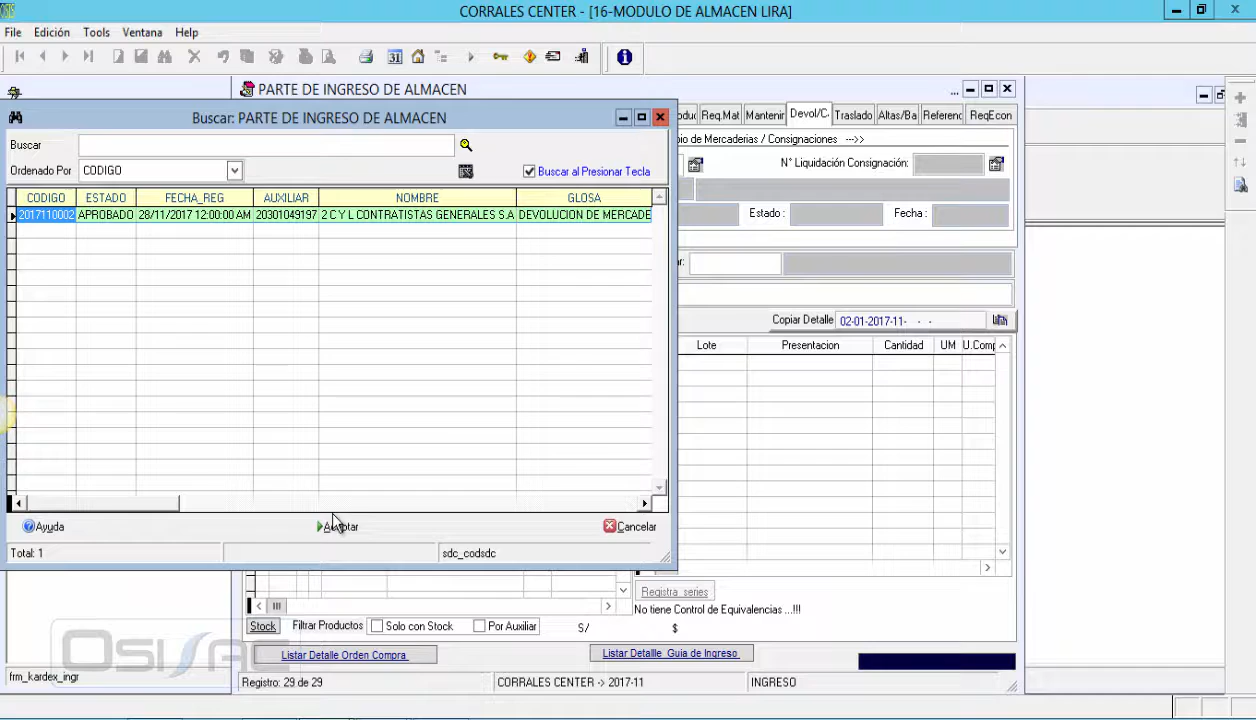 CORRALES CENTER - [16-MODULO DE ALMACEN LIRA]
File Edición Tools Ventana Help
PARTE DE INGRESO DE ALMACEN
Buscar: PARTE DE INGRESO DE ALMACEN
Req.Mat Mantenir Devol/C. Traslado Altas/Ba Referenc ReqEcon
Buscar
pio de Mercaderias / Consignaciones --->>
Ordenado Por CODIGO
Buscar al Presionar Tecla
N° Liquidación Consignación:
CODIGO ESTADO FECHA_REG AUXILIAR NOMBRE GLOSA
2017110002 APROBADO 28/11/2017 12:00:00 AM 20301049197 2 C Y L CONTRATISTAS GENERALES S.A DEVOLUCION DE MERCADE
Estado : Fecha :
Copiar Detalle 02-01-2017-11- - -
Lote Presentacion Cantidad UM U.Comp
Ayuda Aceptar Cancelar
Total: 1 sdc_codsdc
Registra series
No tiene Control de Equivalencias ...!!!
Stock Filtrar Productos Solo con Stock Por Auxiliar S/ $
Listar Detalle Orden Compra Listar Detallle Guia de Ingreso
OSISAC
frm_kardex_ingr
Registro: 29 de 29 CORRALES CENTER -> 2017-11 INGRESO